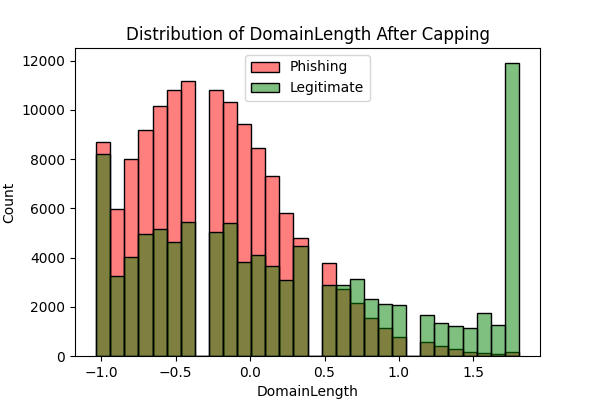 Distribution of DomainLength After Capping
Phishing
Legitimate
12000
10000
8000
6000
4000
2000
0
Count
−1.0
−0.5
0.0
0.5
1.0
1.5
DomainLength